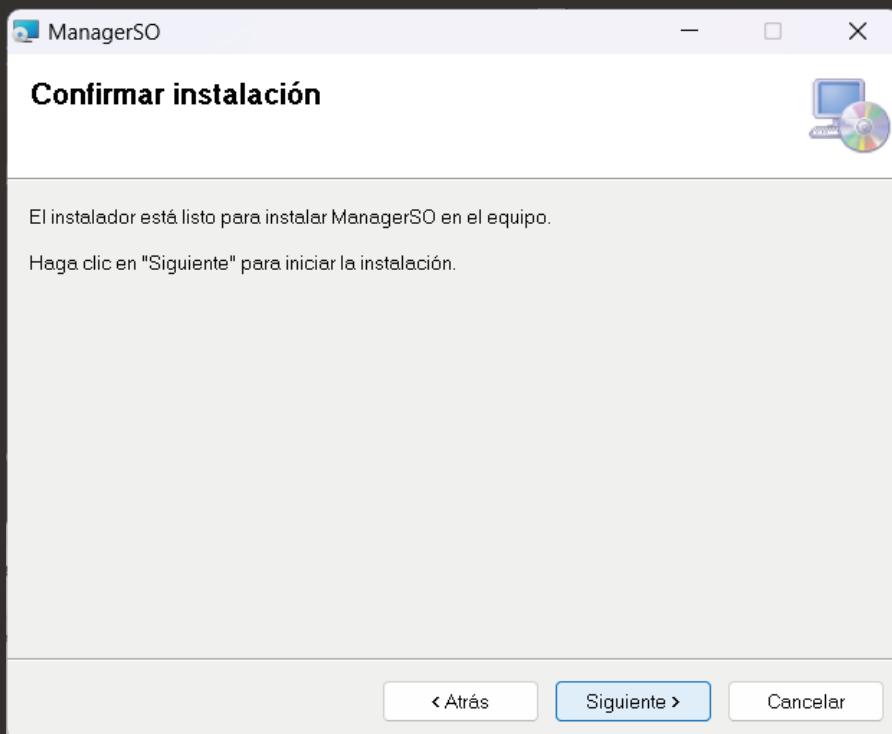 ManagerSO
Confirmar instalación
El instalador está listo para instalar ManagerSO en el equipo.
Haga clic en "Siguiente" para iniciar la instalación.
< Atrás
Siguiente >
Cancelar